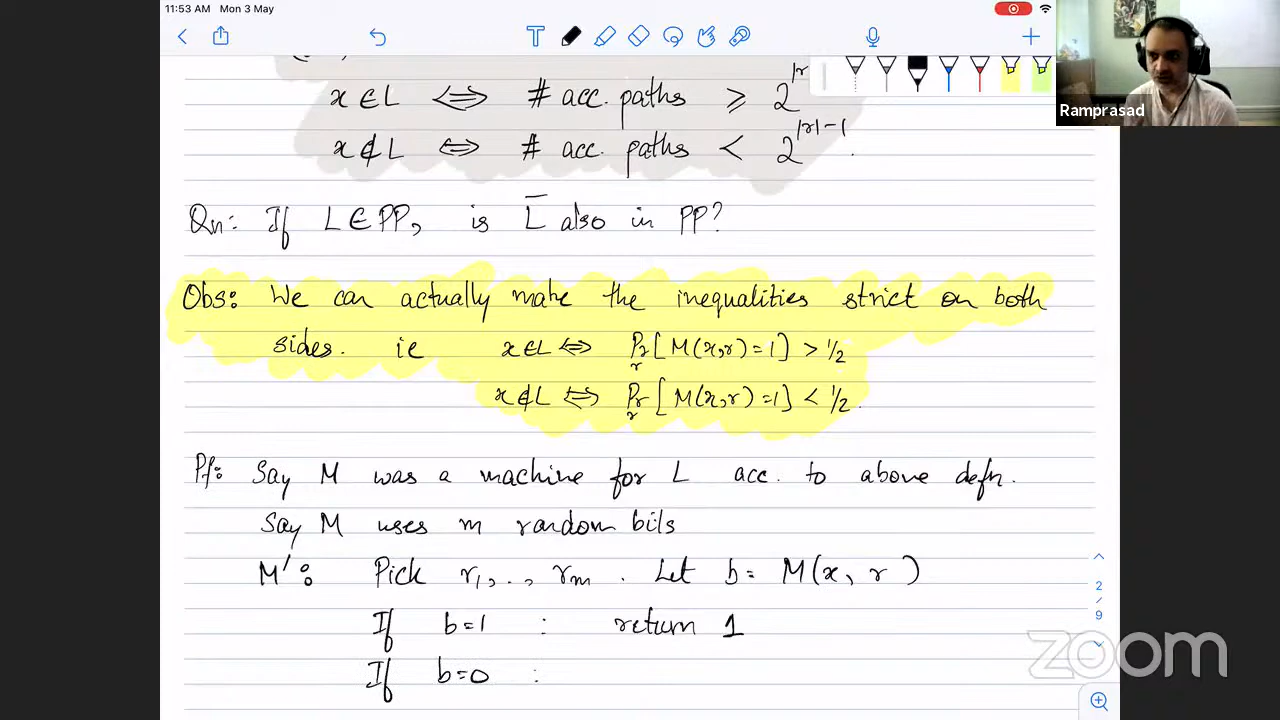 11:53 AM Mon 3 May
x ∈ L ⟺ # acc. paths ⩾ 2^|r
x ∉ L ⟺ # acc. paths < 2^|r|-1.
Qn: If L ∈ PP, is L̅ also in PP?
Obs: We can actually make the inequalities strict on both
sides. ie x ∈ L ⟺ Pr_r [M(x,r) = 1] > 1/2
x ∉ L ⟺ Pr_r [M(x,r) = 1] < 1/2.
Pf: Say M was a machine for L acc. to above defn.
Say M uses m random bits
M': Pick r1, .., rm. Let b = M(x, r )
If b=1 : return 1
If b=0 :
Ramprasad
2
/
9
zoom